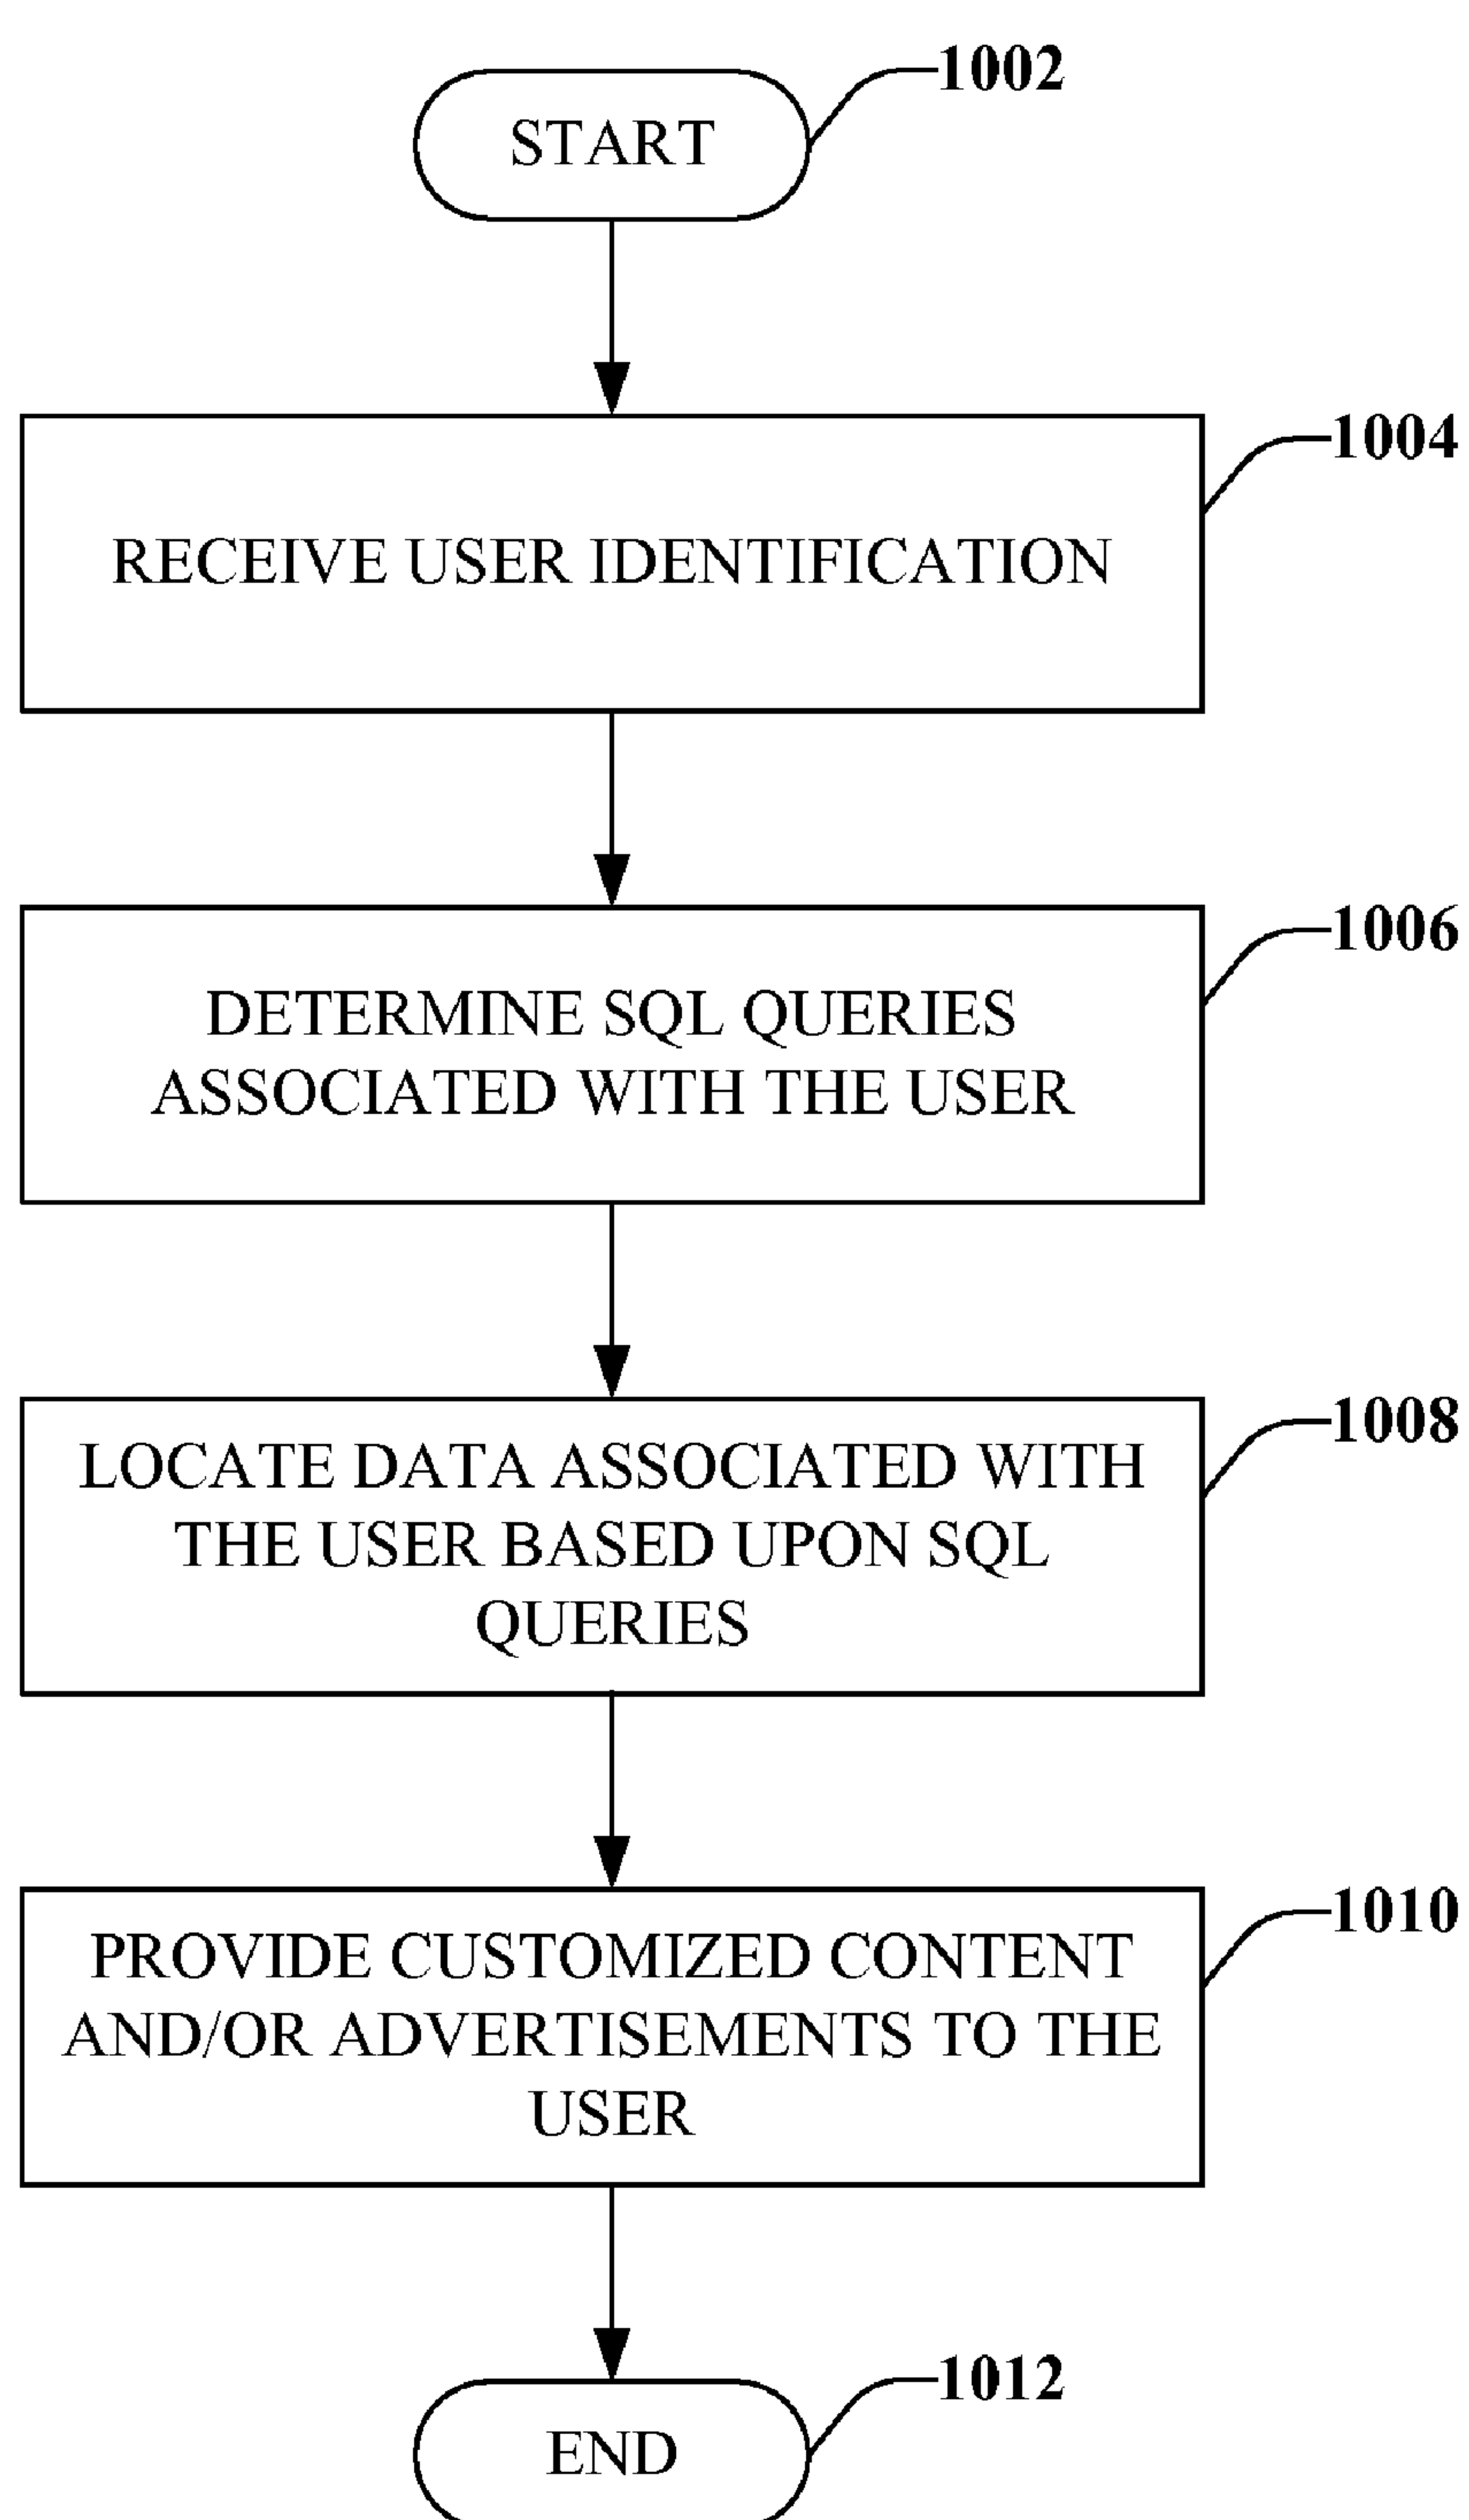 1002
START
1004
RECEIVE USER IDENTIFICATION
1006
DETERMINE SQL QUERIES
ASSOCIATED WITH THE USER
1008
LOCATE DATA ASSOCIATED WITH
THE USER BASED UPON SQL
QUERIES
1010
PROVIDE CUSTOMIZED CONTENT
AND/OR ADVERTISEMENTS TO THE
USER
1012
END